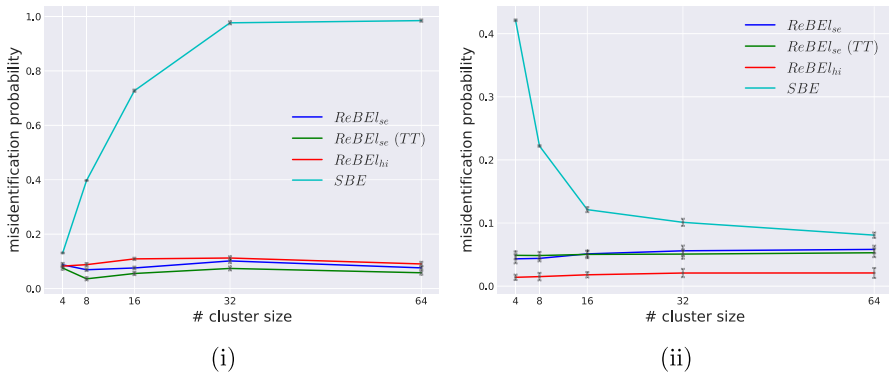 1.0
0.8
0.6
0.4
0.2
0.0
misidentification probability
ReBEl_se
ReBEl_se (TT)
ReBEl_hi
SBE
4 8 16 32 64
# cluster size
(i)
0.4
0.3
0.2
0.1
0.0
misidentification probability
ReBEl_se
ReBEl_se (TT)
ReBEl_hi
SBE
4 8 16 32 64
# cluster size
(ii)